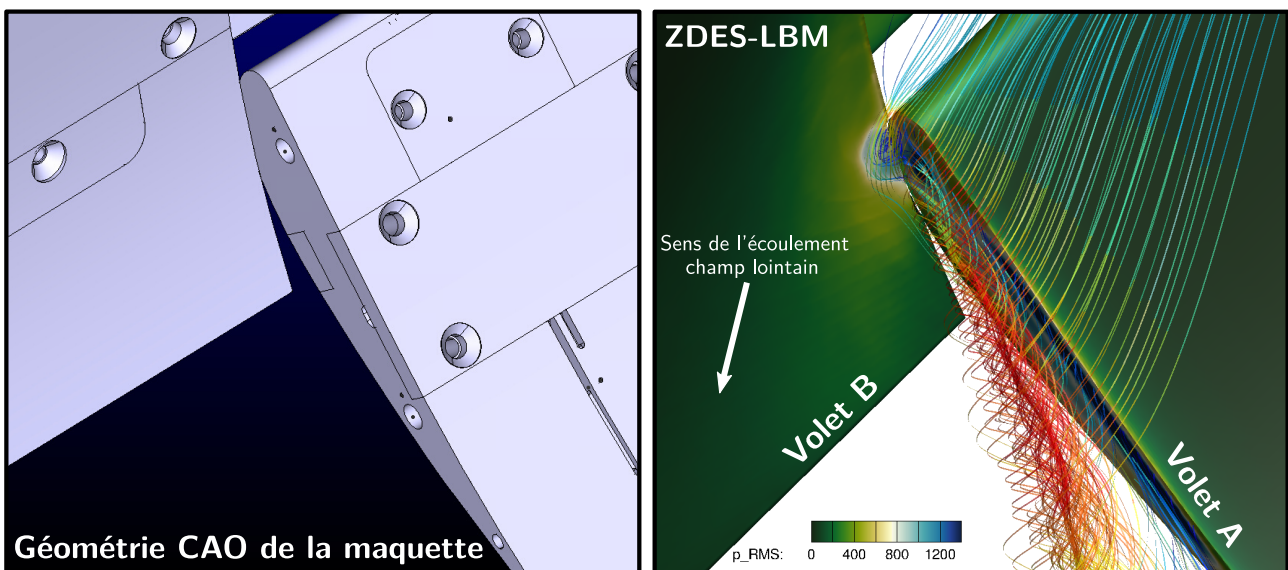 Géométrie CAO de la maquette
ZDES-LBM
Sens de l'écoulement
champ lointain
Volet B
Volet A
p_RMS:
0 400 800 1200